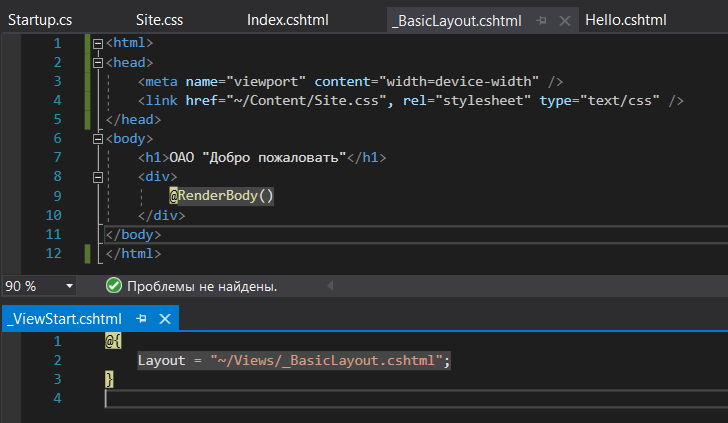 Startup.cs Site.css Index.cshtml _BasicLayout.cshtml Hello.cshtml
1 <html>
2 <head>
3 <meta name="viewport" content="width=device-width" />
4 <link href="~/Content/Site.css", rel="stylesheet" type="text/css" />
5 </head>
6 <body>
7 <h1>ОАО "Добро пожаловать"</h1>
8 <div>
9 @RenderBody()
10 </div>
11 </body>
12 </html>
90 % Проблемы не найдены.
_ViewStart.cshtml
1 @{
2 Layout = "~/Views/_BasicLayout.cshtml";
3 }
4